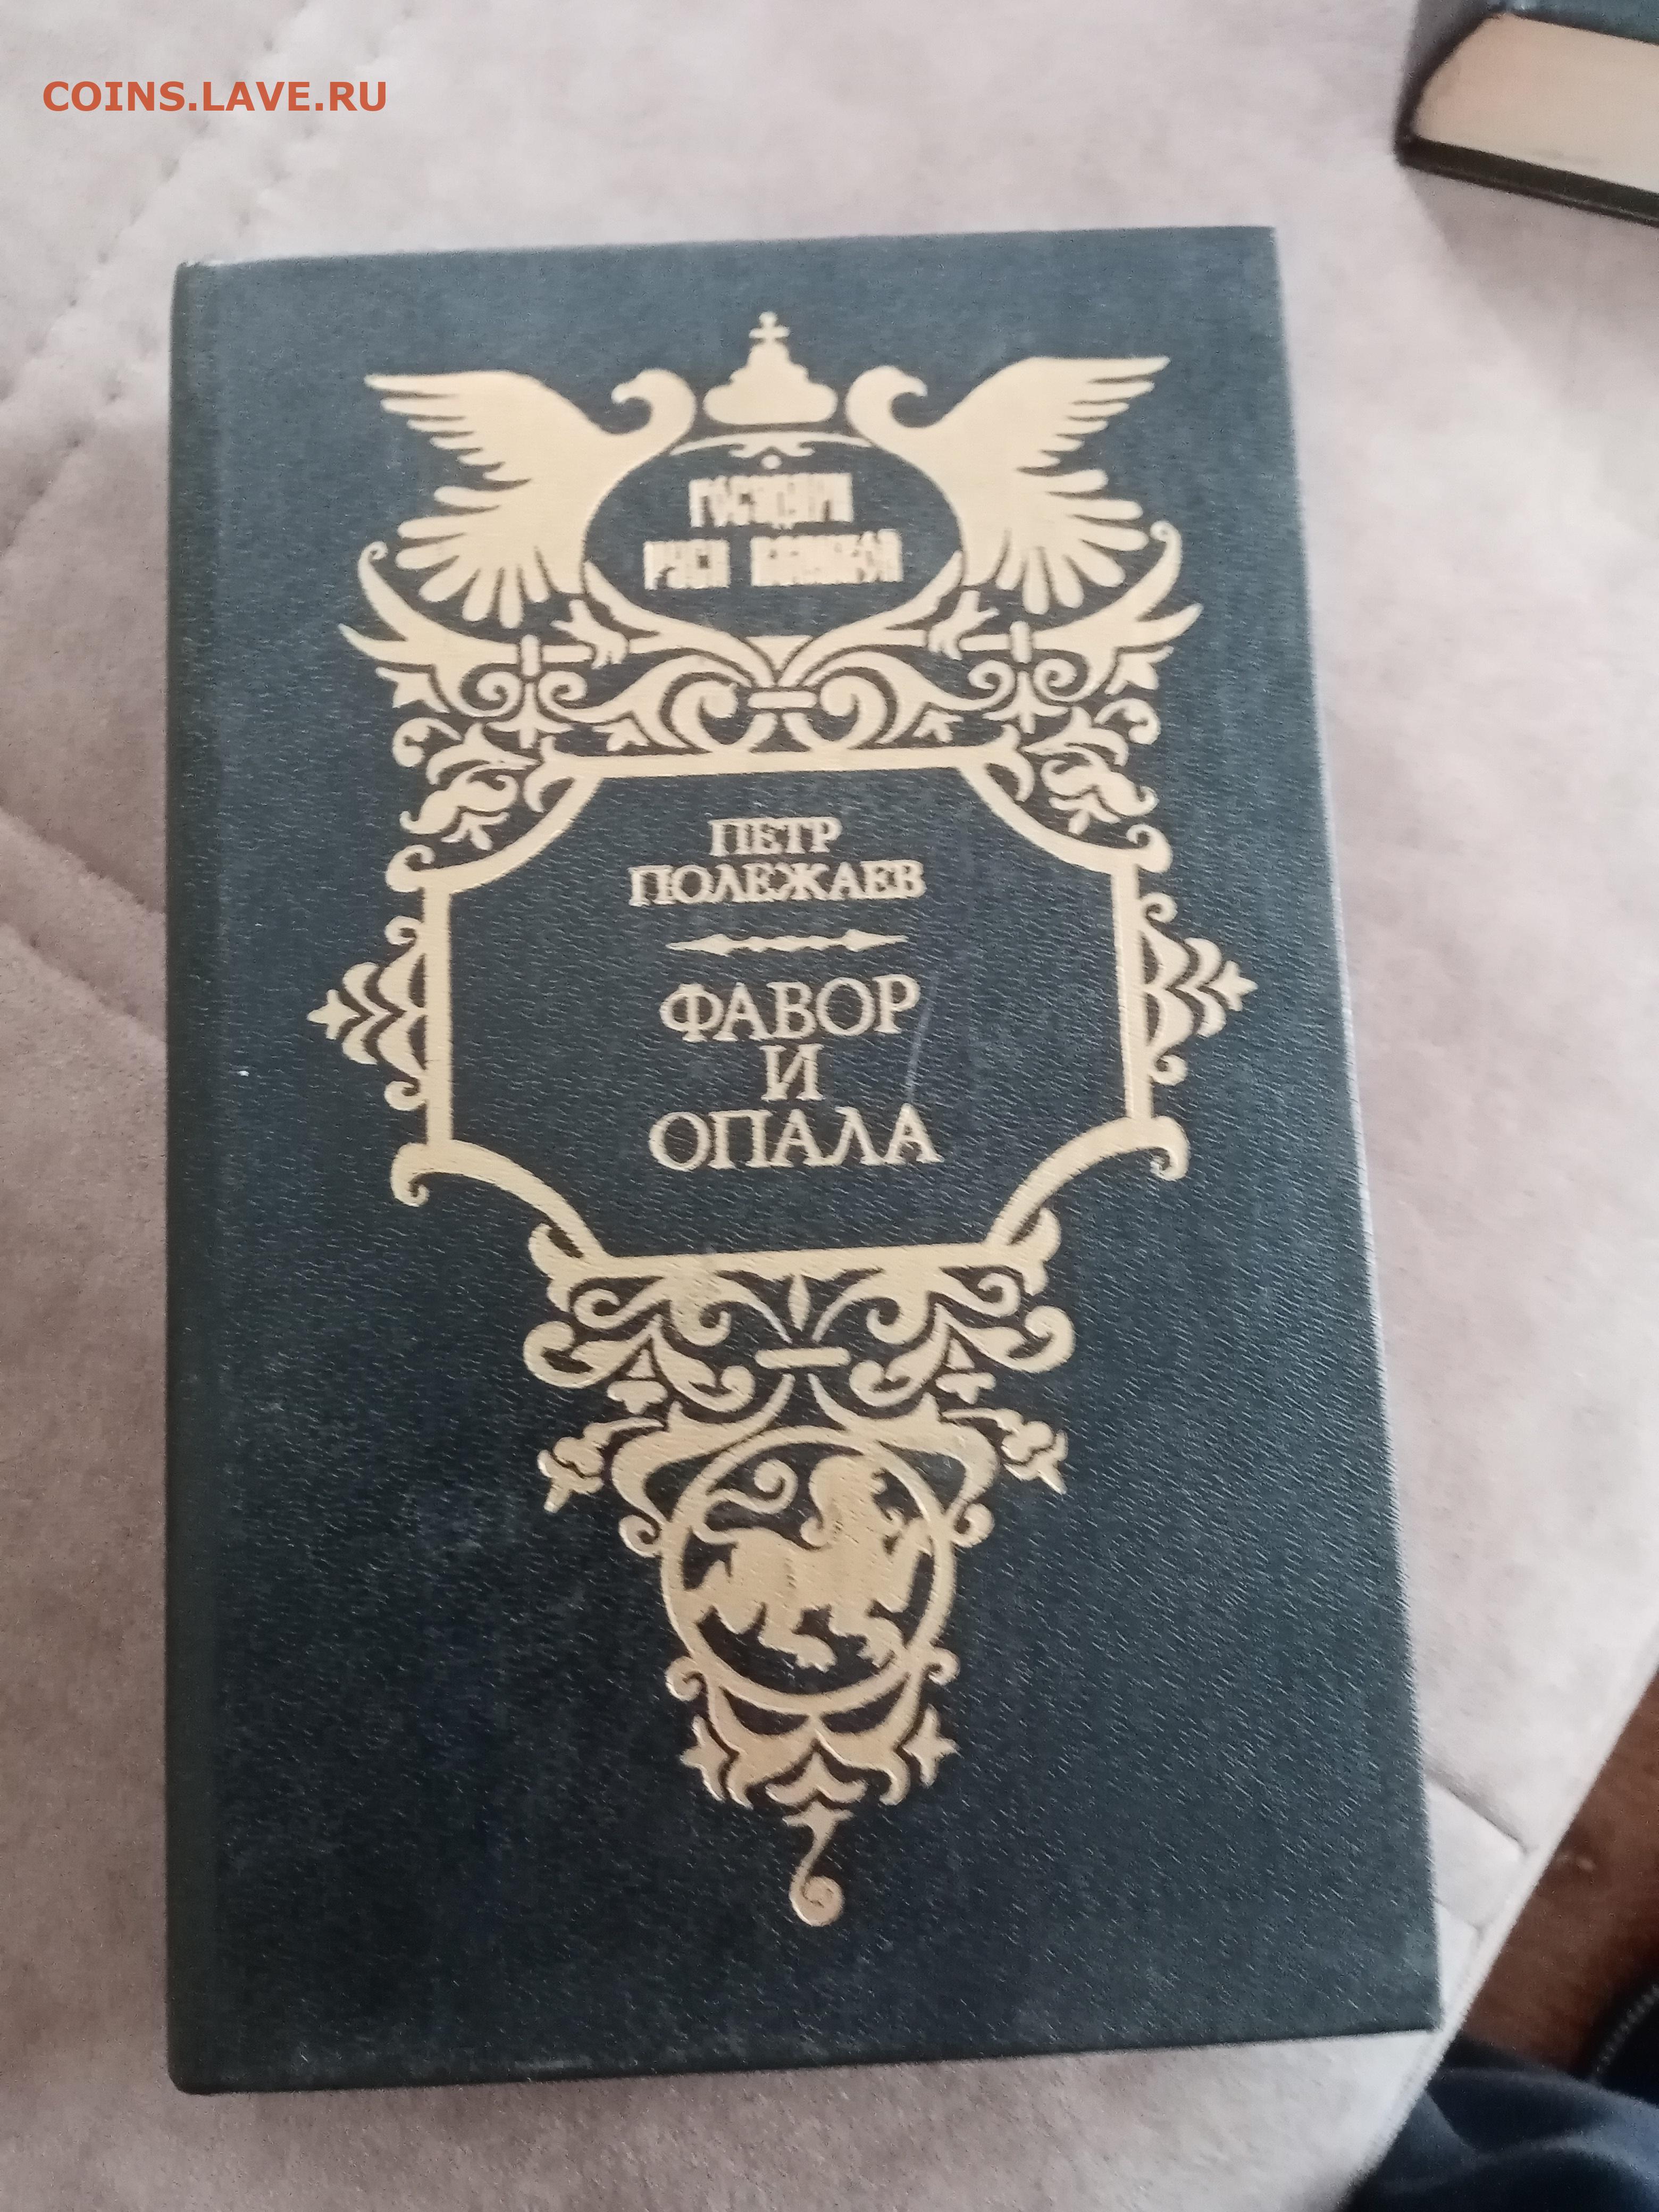 COINS.LAVE.RU
ГОСУДАРИ
РУСИ ВЕЛИКОЙ
ПЕТР
ПОЛЕЖАЕВ
ФАВОР
И
ОПАЛА